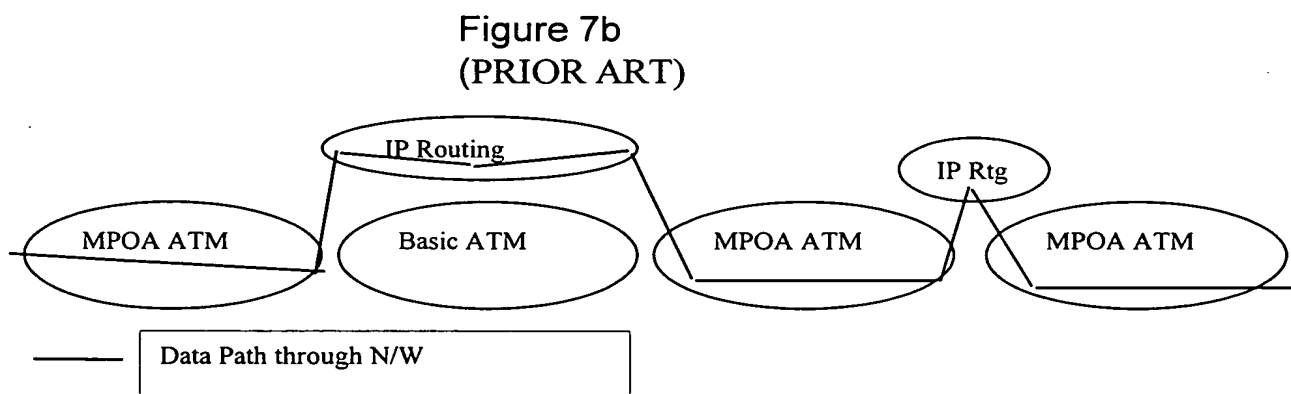 Figure 7b
(PRIOR ART)
IP Routing
IP Rtg
MPOA ATM
Basic ATM
MPOA ATM
MPOA ATM
Data Path through N/W